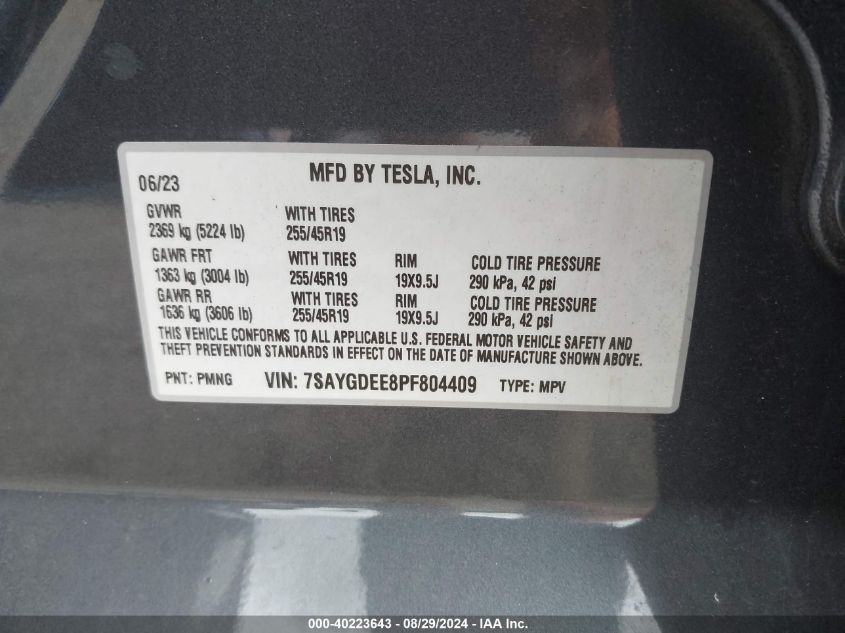 06/23 MFD BY TESLA, INC.
GVWR WITH TIRES
2369 kg (5224 lb) 255/45R19
GAWR FRT WITH TIRES RIM COLD TIRE PRESSURE
1363 kg (3004 lb) 255/45R19 19X9.5J 290 kPa, 42 psi
GAWR RR WITH TIRES RIM COLD TIRE PRESSURE
1636 kg (3606 lb) 255/45R19 19X9.5J 290 kPa, 42 psi
THIS VEHICLE CONFORMS TO ALL APPLICABLE U.S. FEDERAL MOTOR VEHICLE SAFETY AND
THEFT PREVENTION STANDARDS IN EFFECT ON THE DATE OF MANUFACTURE SHOWN ABOVE.
PNT: PMNG VIN: 7SAYGDEE8PF804409 TYPE: MPV
000-40223643 - 08/29/2024 - IAA Inc.